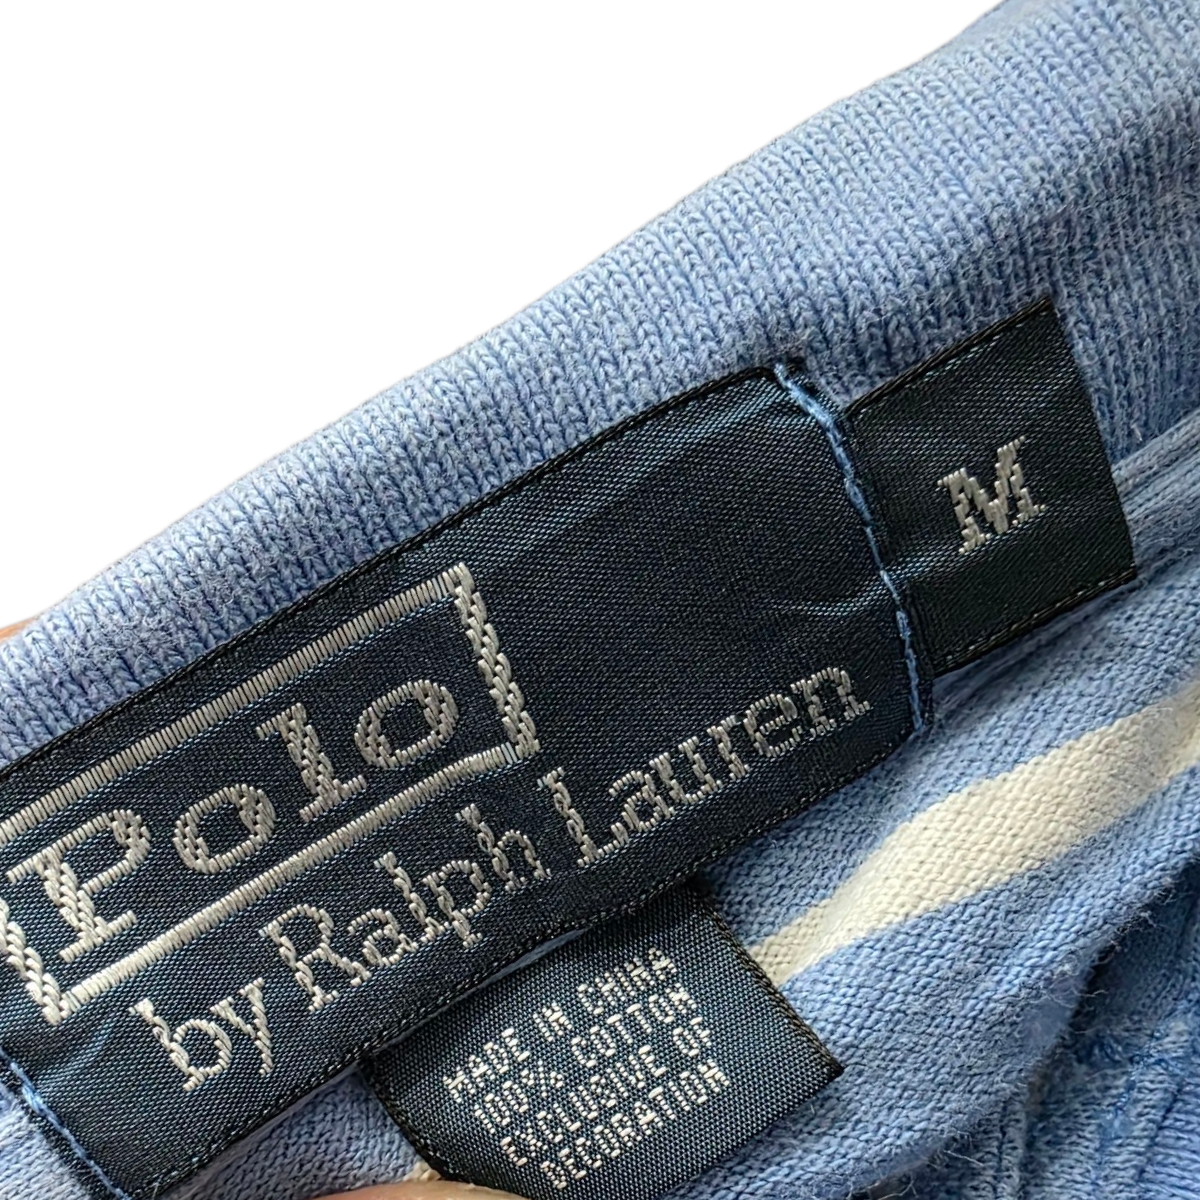 Polo
by Ralph Lauren
M
MADE IN CHINA
100% COTTON
EXCLUSIVE OF
DECORATION